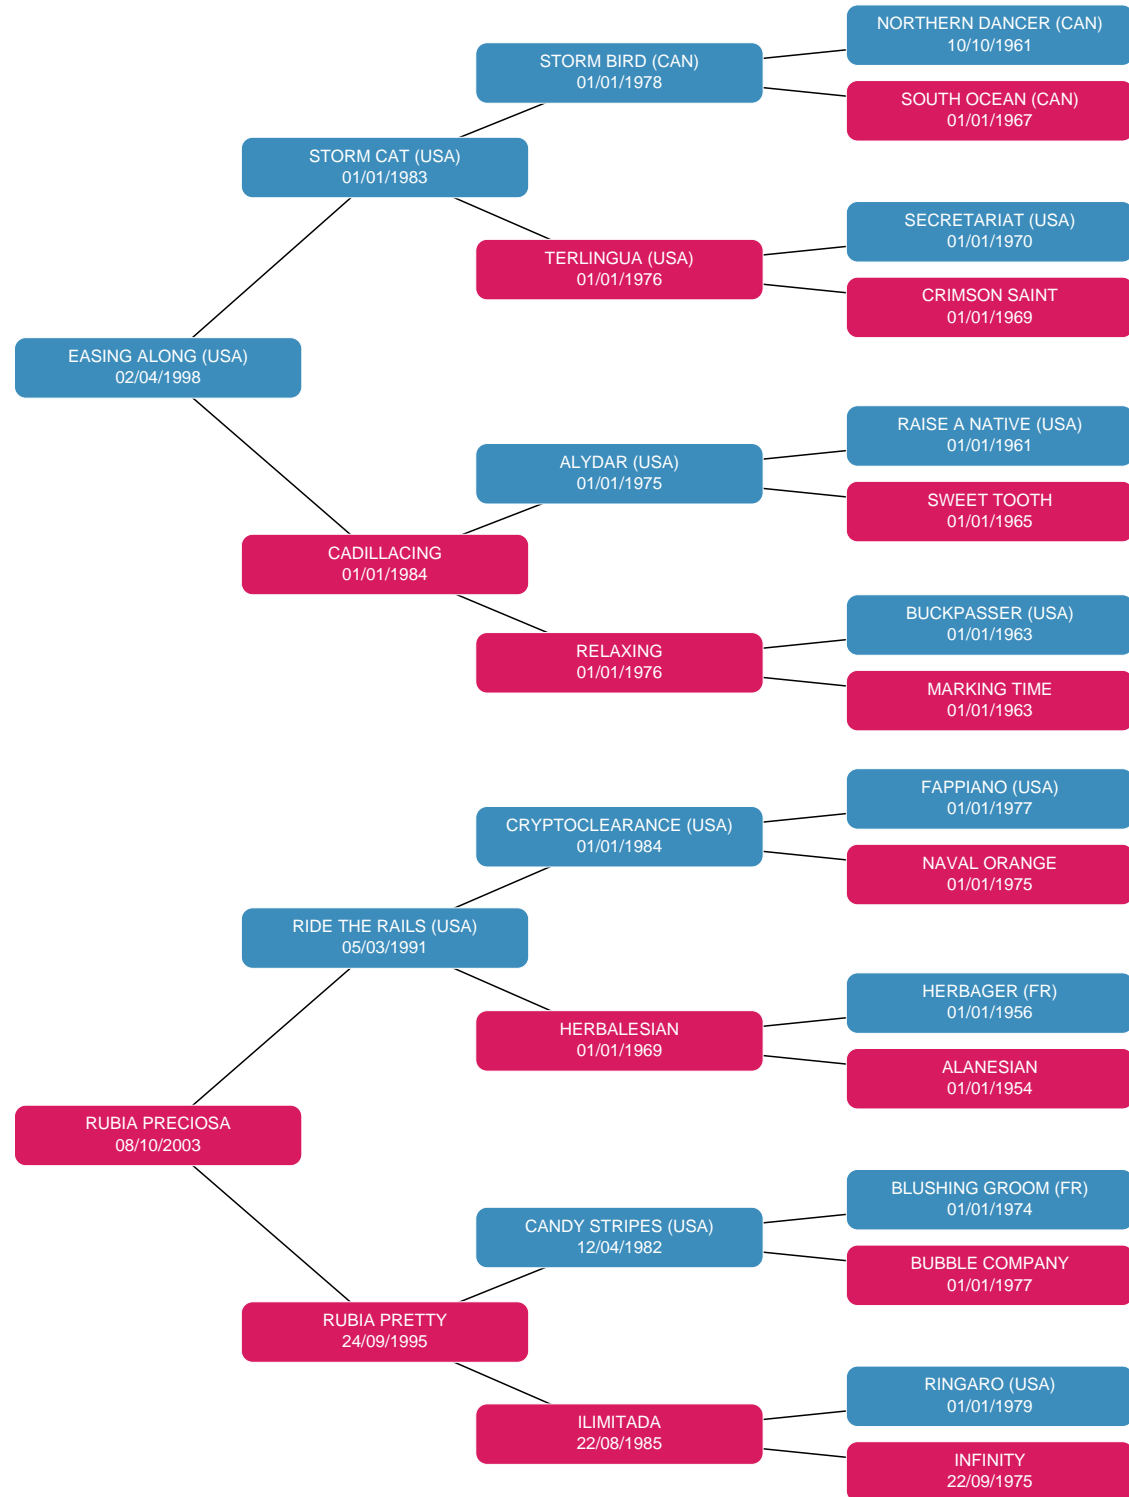 NORTHERN DANCER (CAN)
10/10/1961
STORM BIRD (CAN)
01/01/1978
SOUTH OCEAN (CAN)
01/01/1967
STORM CAT (USA)
01/01/1983
SECRETARIAT (USA)
01/01/1970
TERLINGUA (USA)
01/01/1976
CRIMSON SAINT
01/01/1969
EASING ALONG (USA)
02/04/1998
RAISE A NATIVE (USA)
01/01/1961
ALYDAR (USA)
01/01/1975
SWEET TOOTH
01/01/1965
CADILLACING
01/01/1984
BUCKPASSER (USA)
01/01/1963
RELAXING
01/01/1976
MARKING TIME
01/01/1963
FAPPIANO (USA)
01/01/1977
CRYPTOCLEARANCE (USA)
01/01/1984
NAVAL ORANGE
01/01/1975
RIDE THE RAILS (USA)
05/03/1991
HERBAGER (FR)
01/01/1956
HERBALESIAN
01/01/1969
ALANESIAN
01/01/1954
RUBIA PRECIOSA
08/10/2003
BLUSHING GROOM (FR)
01/01/1974
CANDY STRIPES (USA)
12/04/1982
BUBBLE COMPANY
01/01/1977
RUBIA PRETTY
24/09/1995
RINGARO (USA)
01/01/1979
ILIMITADA
22/08/1985
INFINITY
22/09/1975